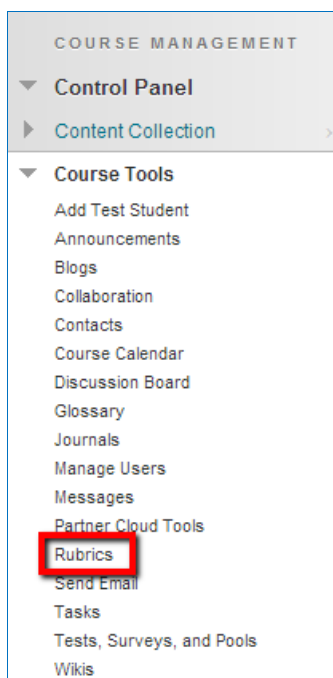 COURSE MANAGEMENT
Control Panel
Content Collection
Course Tools
Add Test Student
Announcements
Blogs
Collaboration
Contacts
Course Calendar
Discussion Board
Glossary
Journals
Manage Users
Messages
Partner Cloud Tools
Rubrics
Send Email
Tasks
Tests, Surveys, and Pools
Wikis